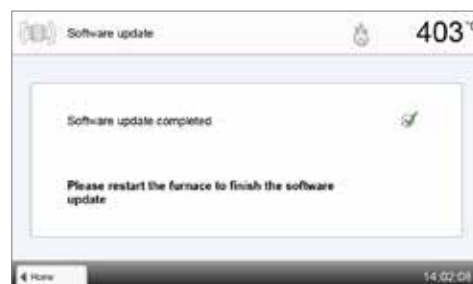 Software update
403 °C
Software update completed
Please restart the furnace to finish the software
update
Home
14:02:08